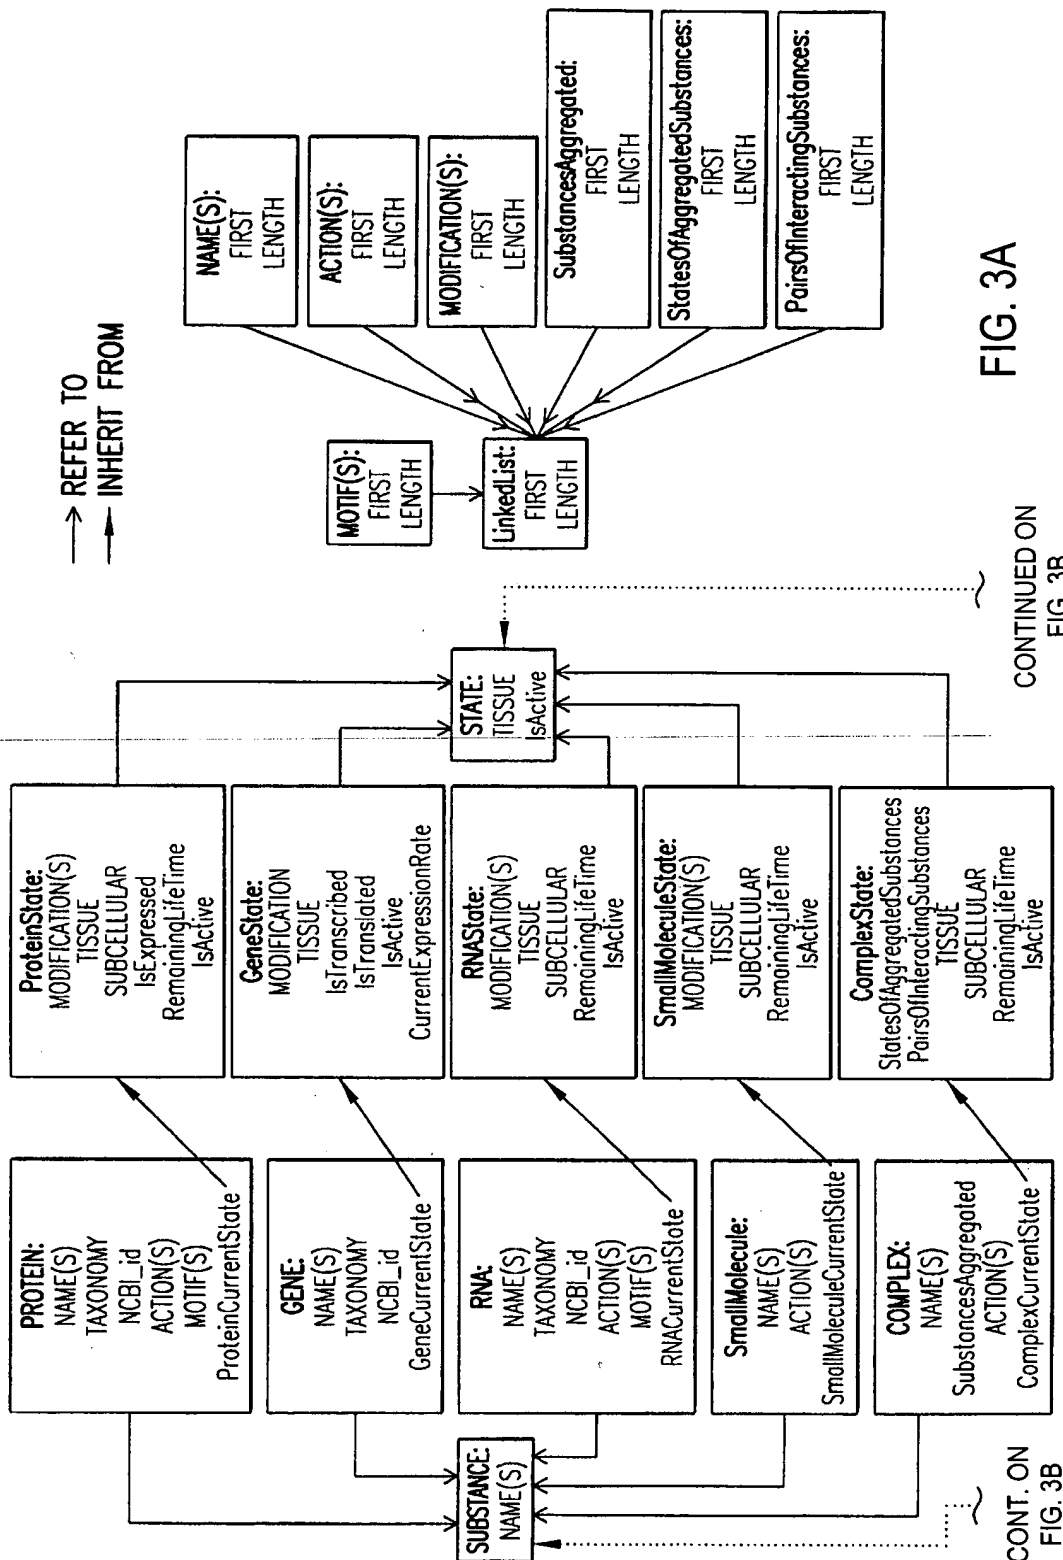 REFER TO
INHERIT FROM
SUBSTANCE:
NAME(S)
PROTEIN:
NAME(S)
TAXONOMY
NCBI_id
ACTION(S)
MOTIF(S)
ProteinCurrentState
GENE:
NAME(S)
TAXONOMY
NCBI_id
GeneCurrentState
RNA:
NAME(S)
TAXONOMY
NCBI_id
ACTION(S)
MOTIF(S)
RNACurrentState
SmallMolecule:
NAME(S)
ACTION(S)
SmallMoleculeCurrentState
COMPLEX:
NAME(S)
SubstancesAggregated
ACTION(S)
ComplexCurrentState
ProteinState:
MODIFICATION(S)
TISSUE
SUBCELLULAR
IsExpressed
RemainingLifeTime
IsActive
GeneState:
MODIFICATION
TISSUE
IsTranscribed
IsTranslated
IsActive
CurrentExpressionRate
RNAState:
MODIFICATION(S)
TISSUE
SUBCELLULAR
RemainingLifeTime
IsActive
SmallMoleculeState:
MODIFICATION(S)
TISSUE
SUBCELLULAR
RemainingLifeTime
IsActive
ComplexState:
StatesOfAggregatedSubstances
PairsOfInteractingSubstances
TISSUE
SUBCELLULAR
RemainingLifeTime
IsActive
STATE:
TISSUE
IsActive
MOTIF(S):
FIRST
LENGTH
LinkedList:
FIRST
LENGTH
NAME(S):
FIRST
LENGTH
ACTION(S):
FIRST
LENGTH
MODIFICATION(S):
FIRST
LENGTH
SubstancesAggregated:
FIRST
LENGTH
StatesOfAggregatedSubstances:
FIRST
LENGTH
PairsOfInteractingSubstances:
FIRST
LENGTH
CONT. ON
FIG. 3B
CONTINUED ON
FIG. 3B
FIG. 3A